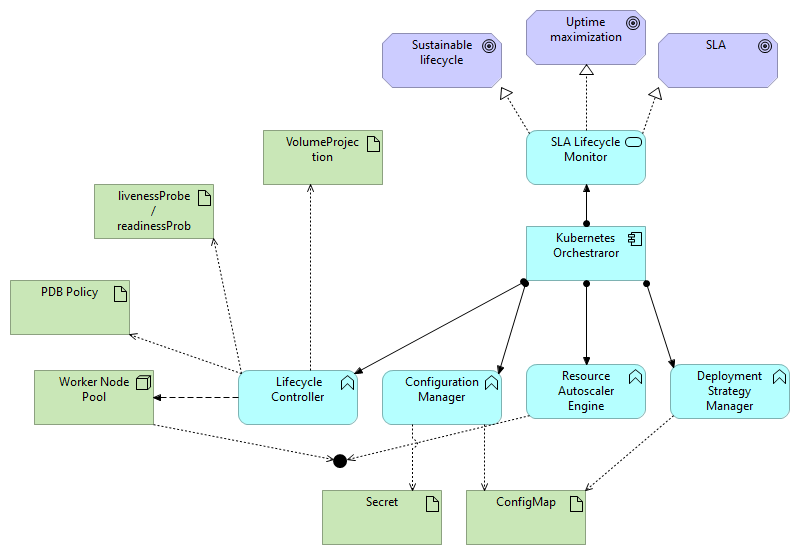 Uptime
maximization
Sustainable
lifecycle
SLA
VolumeProjec
tion
SLA Lifecycle
Monitor
livenessProbe
/
readinessProb
Kubernetes
Orchestraror
PDB Policy
Worker Node
Pool
Lifecycle
Controller
Configuration
Manager
Resource
Autoscaler
Engine
Deployment
Strategy
Manager
Secret
ConfigMap